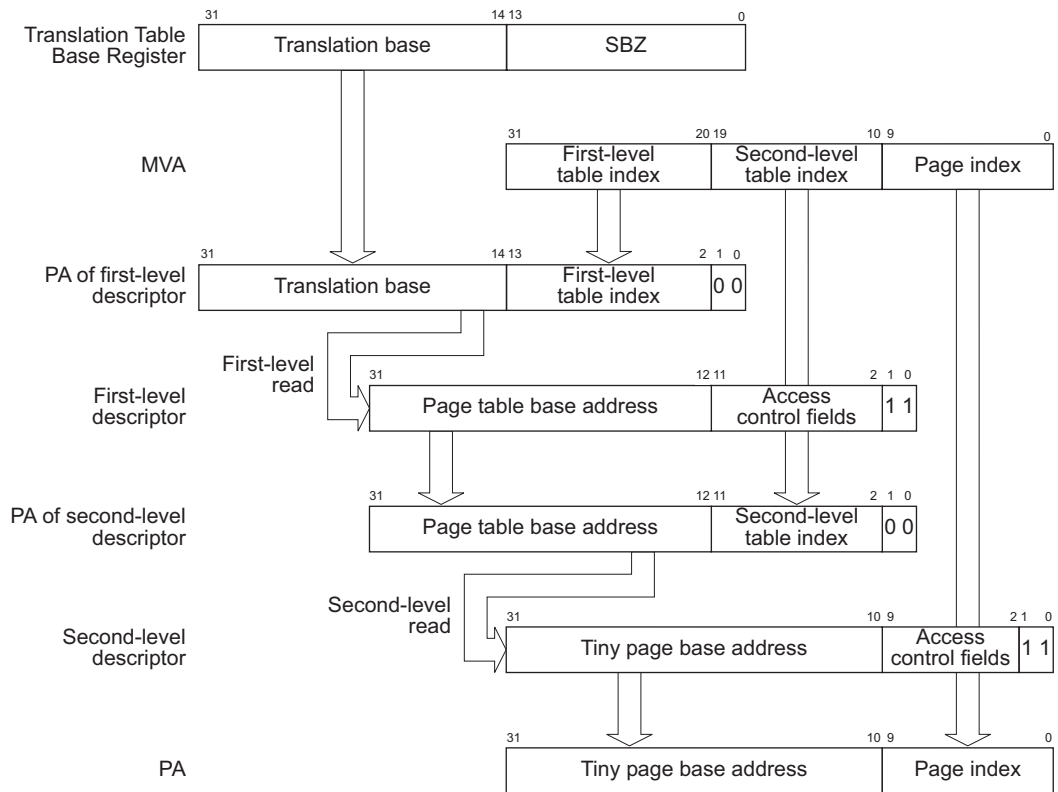 31 14 13 0
Translation Table
Base Register
Translation base SBZ
31 20 19 10 9 0
MVA
First-level
table index
Second-level
table index
Page index
31 14 13 2 1 0
PA of first-level
descriptor
Translation base
First-level
table index
0 0
First-level
read
31 12 11 2 1 0
First-level
descriptor
Page table base address
Access
control fields
1 1
31 12 11 2 1 0
PA of second-level
descriptor
Page table base address
Second-level
table index
0 0
Second-level
read
31 10 9 2 1 0
Second-level
descriptor
Tiny page base address
Access
control fields
1 1
31 10 9 0
PA
Tiny page base address
Page index